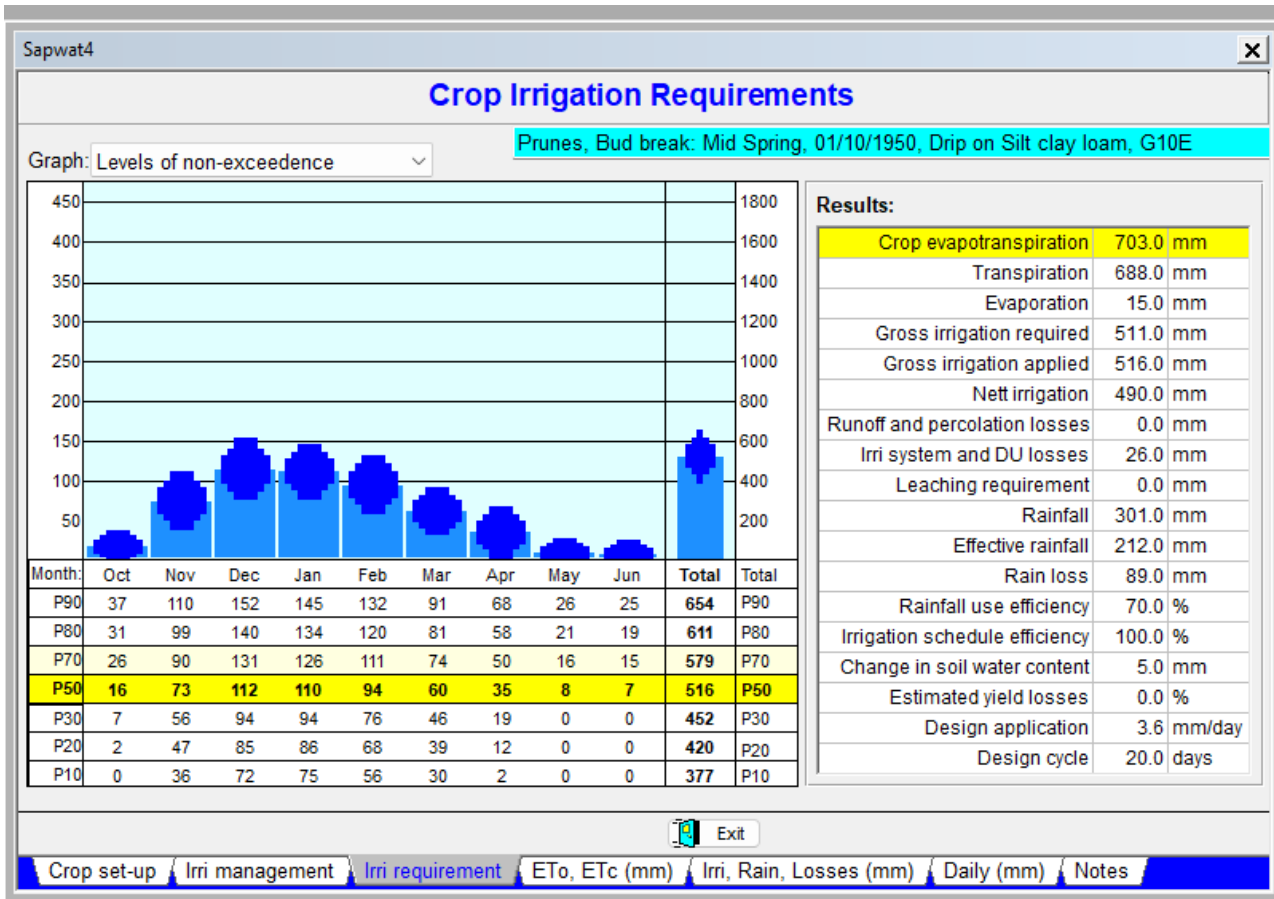 Sapwat4
Crop Irrigation Requirements
Prunes, Bud break: Mid Spring, 01/10/1950, Drip on Silt clay loam, G10E
Graph: Levels of non-exceedence
450 1800
400 1600
350 1400
300 1200
250 1000
200 800
150 600
100 400
50 200
Month: Oct Nov Dec Jan Feb Mar Apr May Jun Total Total
P90 37 110 152 145 132 91 68 26 25 654 P90
P80 31 99 140 134 120 81 58 21 19 611 P80
P70 26 90 131 126 111 74 50 16 15 579 P70
P50 16 73 112 110 94 60 35 8 7 516 P50
P30 7 56 94 94 76 46 19 0 0 452 P30
P20 2 47 85 86 68 39 12 0 0 420 P20
P10 0 36 72 75 56 30 2 0 0 377 P10
Results:
Crop evapotranspiration 703.0 mm
Transpiration 688.0 mm
Evaporation 15.0 mm
Gross irrigation required 511.0 mm
Gross irrigation applied 516.0 mm
Nett irrigation 490.0 mm
Runoff and percolation losses 0.0 mm
Irri system and DU losses 26.0 mm
Leaching requirement 0.0 mm
Rainfall 301.0 mm
Effective rainfall 212.0 mm
Rain loss 89.0 mm
Rainfall use efficiency 70.0 %
Irrigation schedule efficiency 100.0 %
Change in soil water content 5.0 mm
Estimated yield losses 0.0 %
Design application 3.6 mm/day
Design cycle 20.0 days
Exit
Crop set-up Irri management Irri requirement ETo, ETc (mm) Irri, Rain, Losses (mm) Daily (mm) Notes